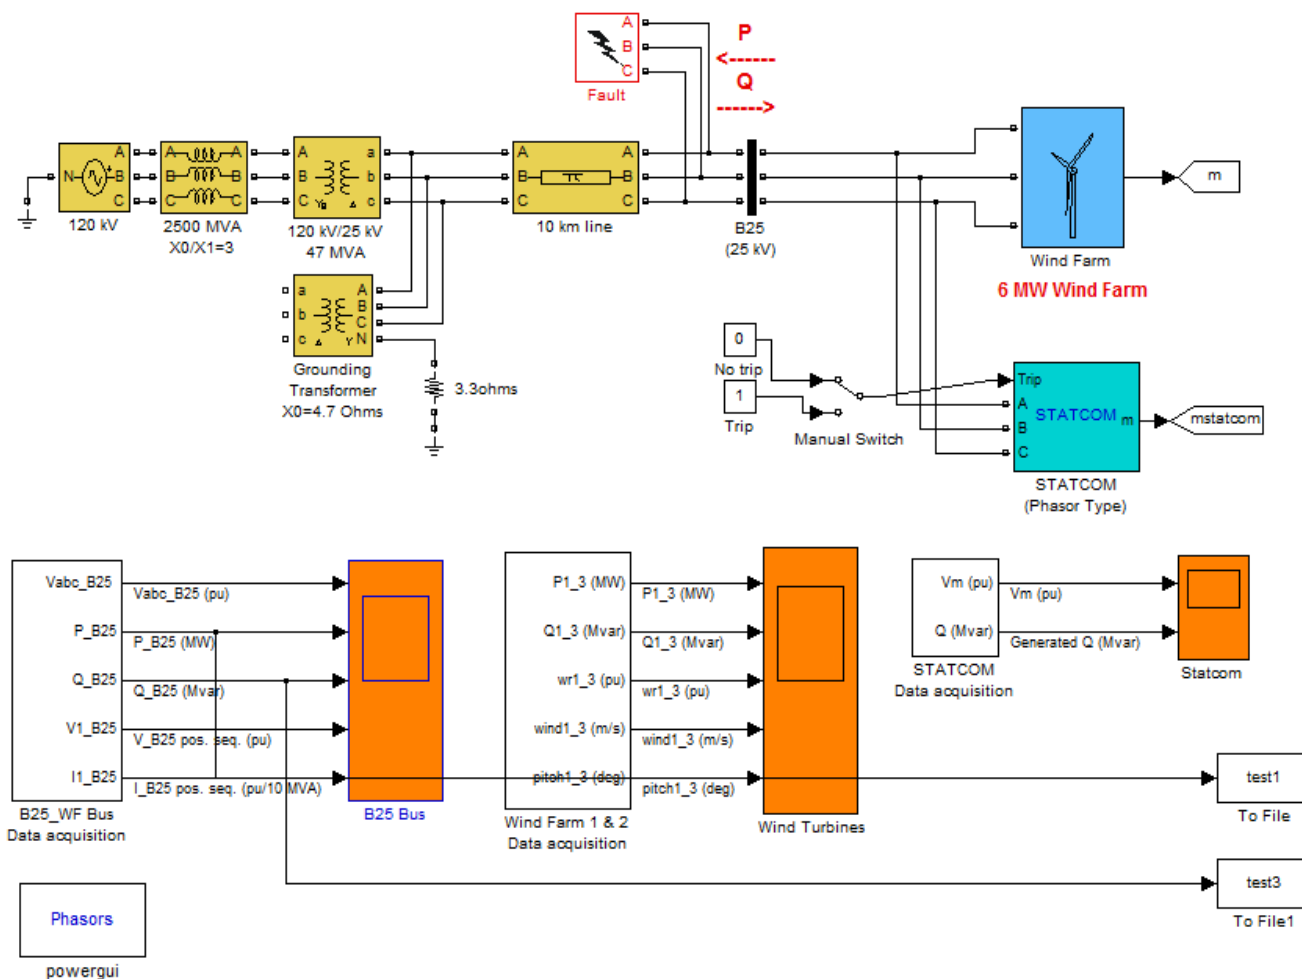 A
B
C
Fault
P
Q
N
A
B
C
120 kV
A
B
C
A
B
C
2500 MVA
X0/X1=3
A
B
C
a
b
c
Yg
Δ
120 kV/25 kV
47 MVA
A
B
C
A
B
C
10 km line
B25
(25 kV)
Wind Farm
6 MW Wind Farm
m
a
b
c
A
B
C
N
Δ
Y
Grounding
Transformer
X0=4.7 Ohms
3.3ohms
0
No trip
1
Trip
Manual Switch
Trip
A
B
C
STATCOM
m
STATCOM
(Phasor Type)
mstatcom
Vabc_B25
P_B25
Q_B25
V1_B25
I1_B25
B25_WF Bus
Data acquisition
Vabc_B25 (pu)
P_B25 (MW)
Q_B25 (Mvar)
V_B25 pos. seq. (pu)
I_B25 pos. seq. (pu/10 MVA)
B25 Bus
P1_3 (MW)
Q1_3 (Mvar)
wr1_3 (pu)
wind1_3 (m/s)
pitch1_3 (deg)
Wind Farm 1 & 2
Data acquisition
P1_3 (MW)
Q1_3 (Mvar)
wr1_3 (pu)
wind1_3 (m/s)
pitch1_3 (deg)
Wind Turbines
Vm (pu)
Q (Mvar)
STATCOM
Data acquisition
Vm (pu)
Generated Q (Mvar)
Statcom
test1
To File
test3
To File1
Phasors
powergui